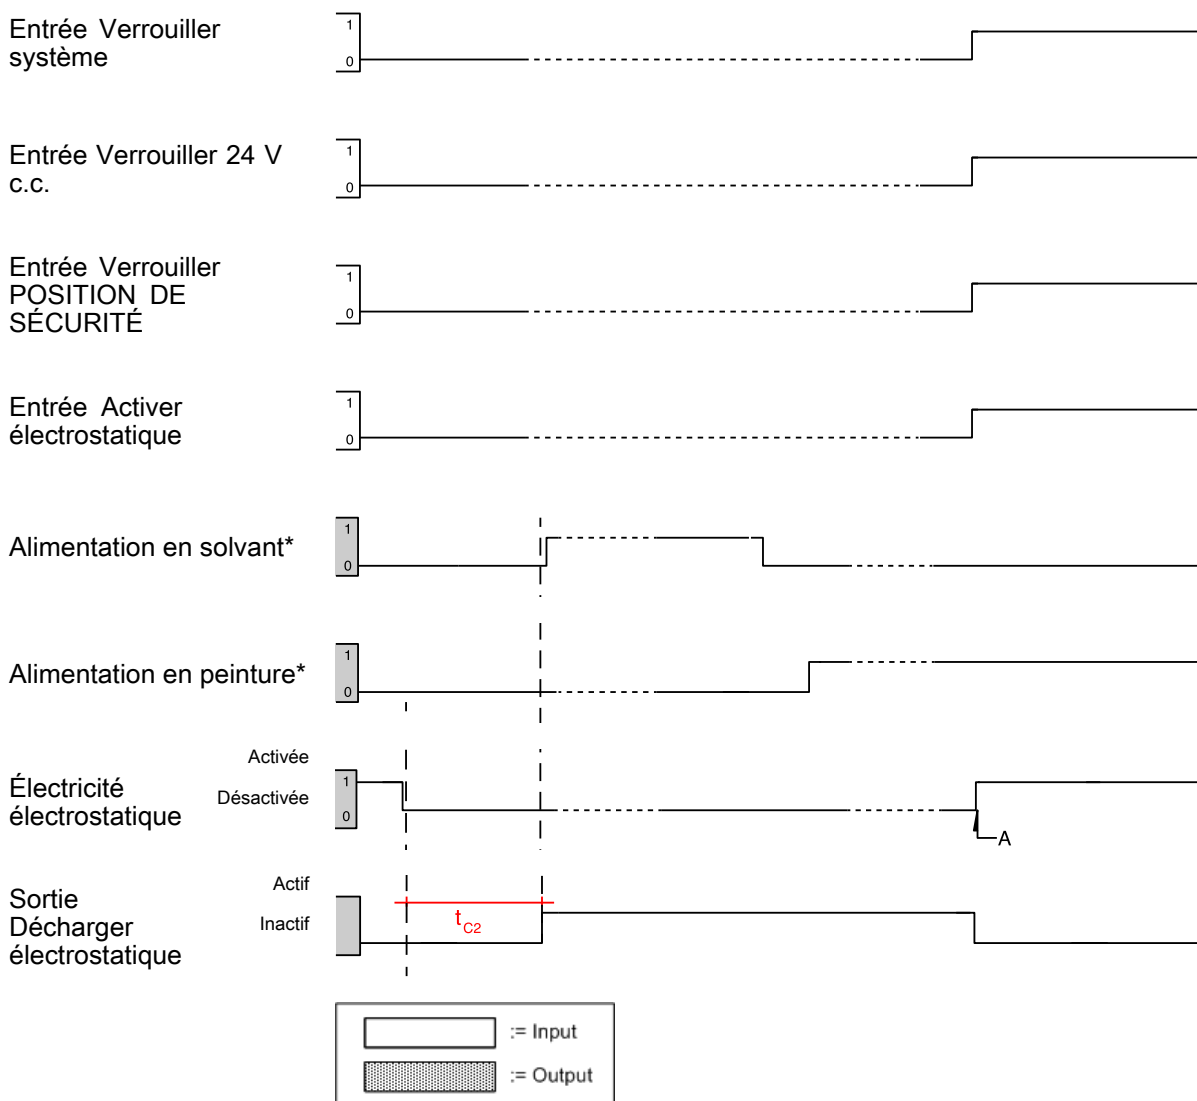 Entrée Verrouiller
système
1
0
Entrée Verrouiller 24 V
c.c.
1
0
Entrée Verrouiller
POSITION DE
SÉCURITÉ
1
0
Entrée Activer
électrostatique
1
0
Alimentation en solvant*
1
0
Alimentation en peinture*
1
0
Électricité
électrostatique
Activée
Désactivée
1
0
A
Sortie
Décharger
électrostatique
Actif
Inactif
tC2
:= Input
:= Output